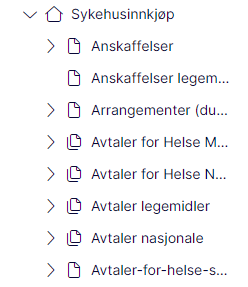 Sykehusinnkjøp
Anskaffelser
Anskaffelser legem...
Arrangementer (du...
Avtaler for Helse M...
Avtaler for Helse N...
Avtaler legemidler
Avtaler nasjonale
Avtaler-for-helse-s...